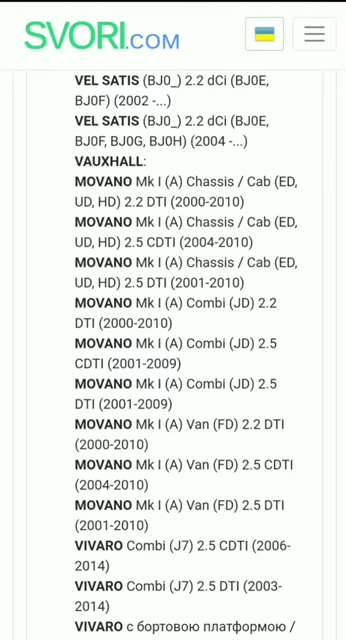 SVORI.COM
VEL SATIS (BJ0_) 2.2 dCi (BJ0E,
BJ0F) (2002 -...)
VEL SATIS (BJ0_) 2.2 dCi (BJ0E,
BJ0F, BJ0G, BJ0H) (2004 -...)
VAUXHALL:
MOVANO Mk I (A) Chassis / Cab (ED,
UD, HD) 2.2 DTI (2000-2010)
MOVANO Mk I (A) Chassis / Cab (ED,
UD, HD) 2.5 CDTI (2004-2010)
MOVANO Mk I (A) Chassis / Cab (ED,
UD, HD) 2.5 DTI (2001-2010)
MOVANO Mk I (A) Combi (JD) 2.2
DTI (2000-2010)
MOVANO Mk I (A) Combi (JD) 2.5
CDTI (2001-2009)
MOVANO Mk I (A) Combi (JD) 2.5
DTI (2001-2009)
MOVANO Mk I (A) Van (FD) 2.2 DTI
(2000-2010)
MOVANO Mk I (A) Van (FD) 2.5 CDTI
(2004-2010)
MOVANO Mk I (A) Van (FD) 2.5 DTI
(2001-2010)
VIVARO Combi (J7) 2.5 CDTI (2006-
2014)
VIVARO Combi (J7) 2.5 DTI (2003-
2014)
VIVARO с бортовою платформою /